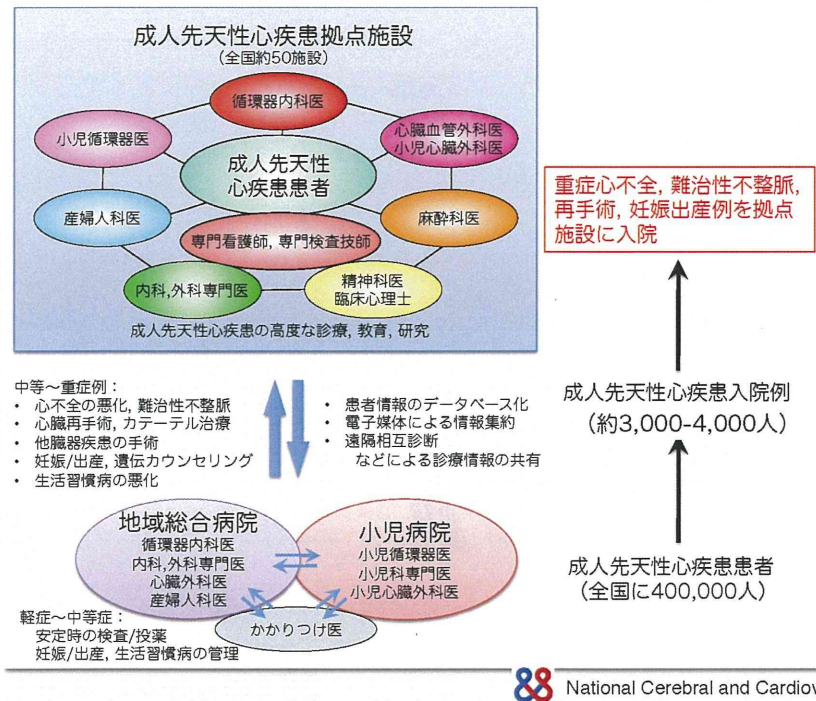 成人先天性心疾患拠点施設
(全国約50施設)
循環器内科医
小児循環器医
心臓血管外科医
小児心臓外科医
成人先天性
心疾患患者
産婦人科医
麻酔科医
専門看護師, 専門検査技師
内科,外科専門医
精神科医
臨床心理士
成人先天性心疾患の高度な診療, 教育, 研究
重症心不全, 難治性不整脈,
再手術, 妊娠出産例を拠点
施設に入院
中等~重症例:
• 心不全の悪化, 難治性不整脈
• 心臓再手術, カテーテル治療
• 他臓器疾患の手術
• 妊娠/出産, 遺伝カウンセリング
• 生活習慣病の悪化
• 患者情報のデータベース化
• 電子媒体による情報集約
• 遠隔相互診断
などによる診療情報の共有
成人先天性心疾患入院例
(約3,000-4,000人)
地域総合病院
循環器内科医
内科,外科専門医
心臓外科医
産婦人科医
小児病院
小児循環器医
小児科専門医
小児心臓外科医
かかりつけ医
成人先天性心疾患患者
(全国に400,000人)
軽症~中等症:
安定時の検査/投薬
妊娠/出産, 生活習慣病の管理
National Cerebral and Cardiov